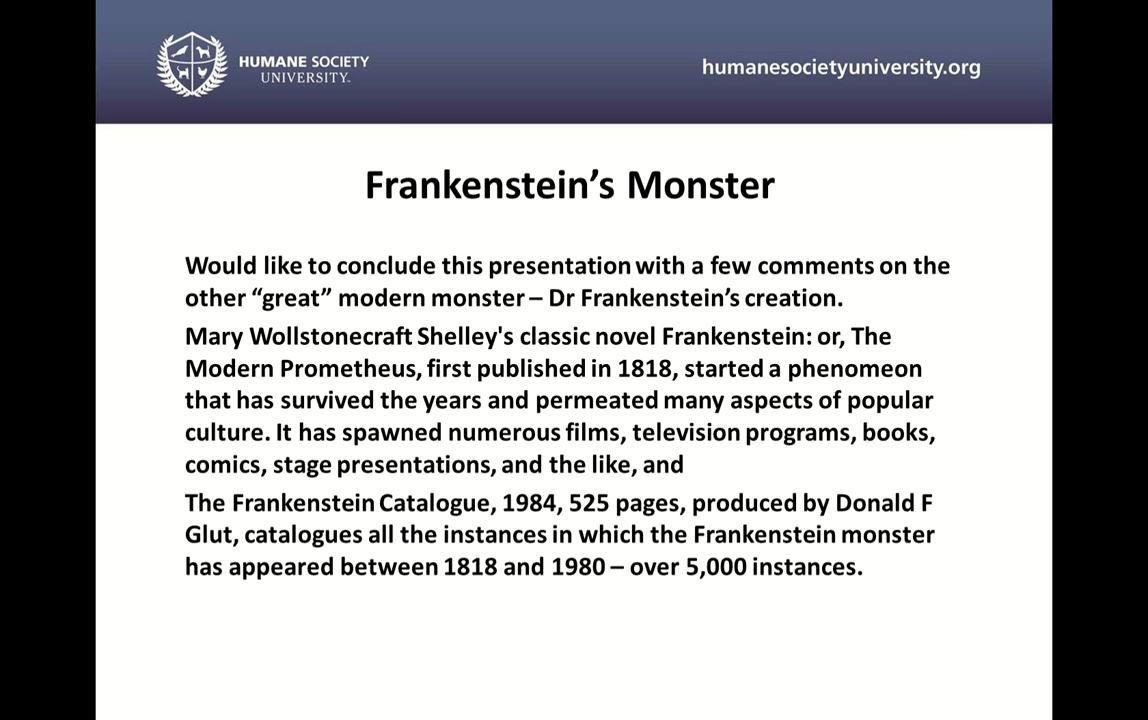 HUMANE SOCIETY
UNIVERSITY.
humanesocietyuniversity.org
Frankenstein’s Monster
Would like to conclude this presentation with a few comments on the
other “great” modern monster – Dr Frankenstein’s creation.
Mary Wollstonecraft Shelley's classic novel Frankenstein: or, The
Modern Prometheus, first published in 1818, started a phenomeon
that has survived the years and permeated many aspects of popular
culture. It has spawned numerous films, television programs, books,
comics, stage presentations, and the like, and
The Frankenstein Catalogue, 1984, 525 pages, produced by Donald F
Glut, catalogues all the instances in which the Frankenstein monster
has appeared between 1818 and 1980 – over 5,000 instances.